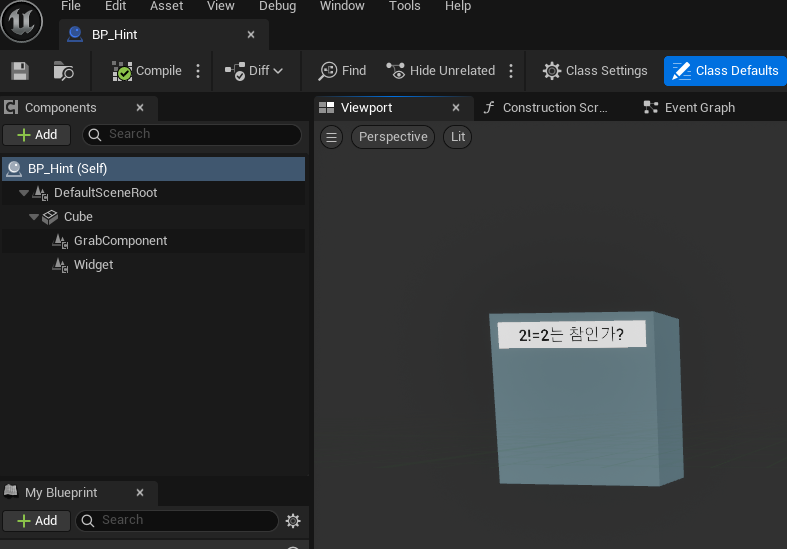 File Edit Asset View Debug Window Tools Help
BP_Hint
Compile Diff Find Hide Unrelated Class Settings Class Defaults
Components Viewport Construction Scr... Event Graph
Add Search Perspective Lit
BP_Hint (Self)
DefaultSceneRoot
Cube
GrabComponent
Widget
2!=2는 참인가?
My Blueprint
Add Search